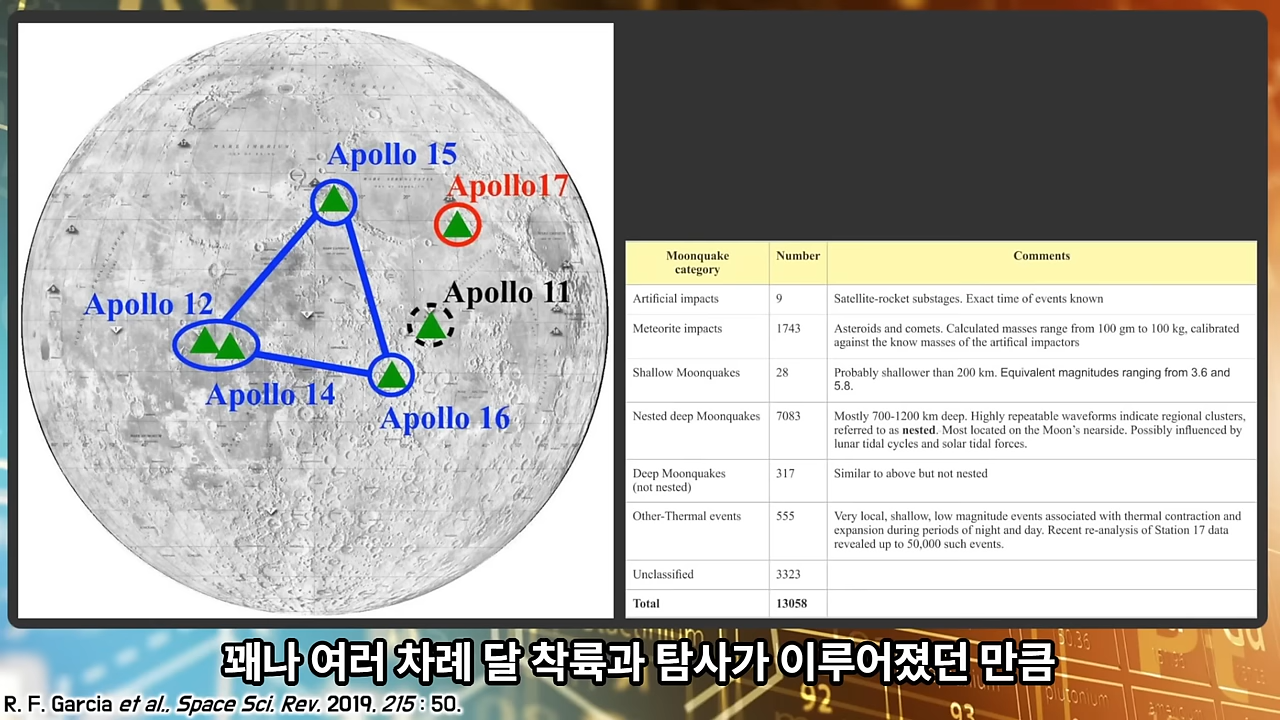 Apollo 15
Apollo17
Apollo 11
Apollo 12
Apollo 14
Apollo 16
Moonquake
category
Number
Comments
Artificial impacts
9
Satellite-rocket substages. Exact time of events known
Meteorite impacts
1743
Asteroids and comets. Calculated masses range from 100 gm to 100 kg, calibrated
against the know masses of the artifical impactors
Shallow Moonquakes
28
Probably shallower than 200 km. Equivalent magnitudes ranging from 3.6 and
5.8.
Nested deep Moonquakes
7083
Mostly 700-1200 km deep. Highly repeatable waveforms indicate regional clusters,
referred to as nested. Most located on the Moon's nearside. Possibly influenced by
lunar tidal cycles and solar tidal forces.
Deep Moonquakes
(not nested)
317
Similar to above but not nested
Other-Thermal events
555
Very local, shallow, low magnitude events associated with thermal contraction and
expansion during periods of night and day. Recent re-analysis of Station 17 data
revealed up to 50,000 such events.
Unclassified
3323
Total
13058
꽤나 여러 차례 달 착륙과 탐사가 이루어졌던 만큼
R. F. Garcia et al., Space Sci. Rev. 2019, 215 : 50.
92
93
plutonium